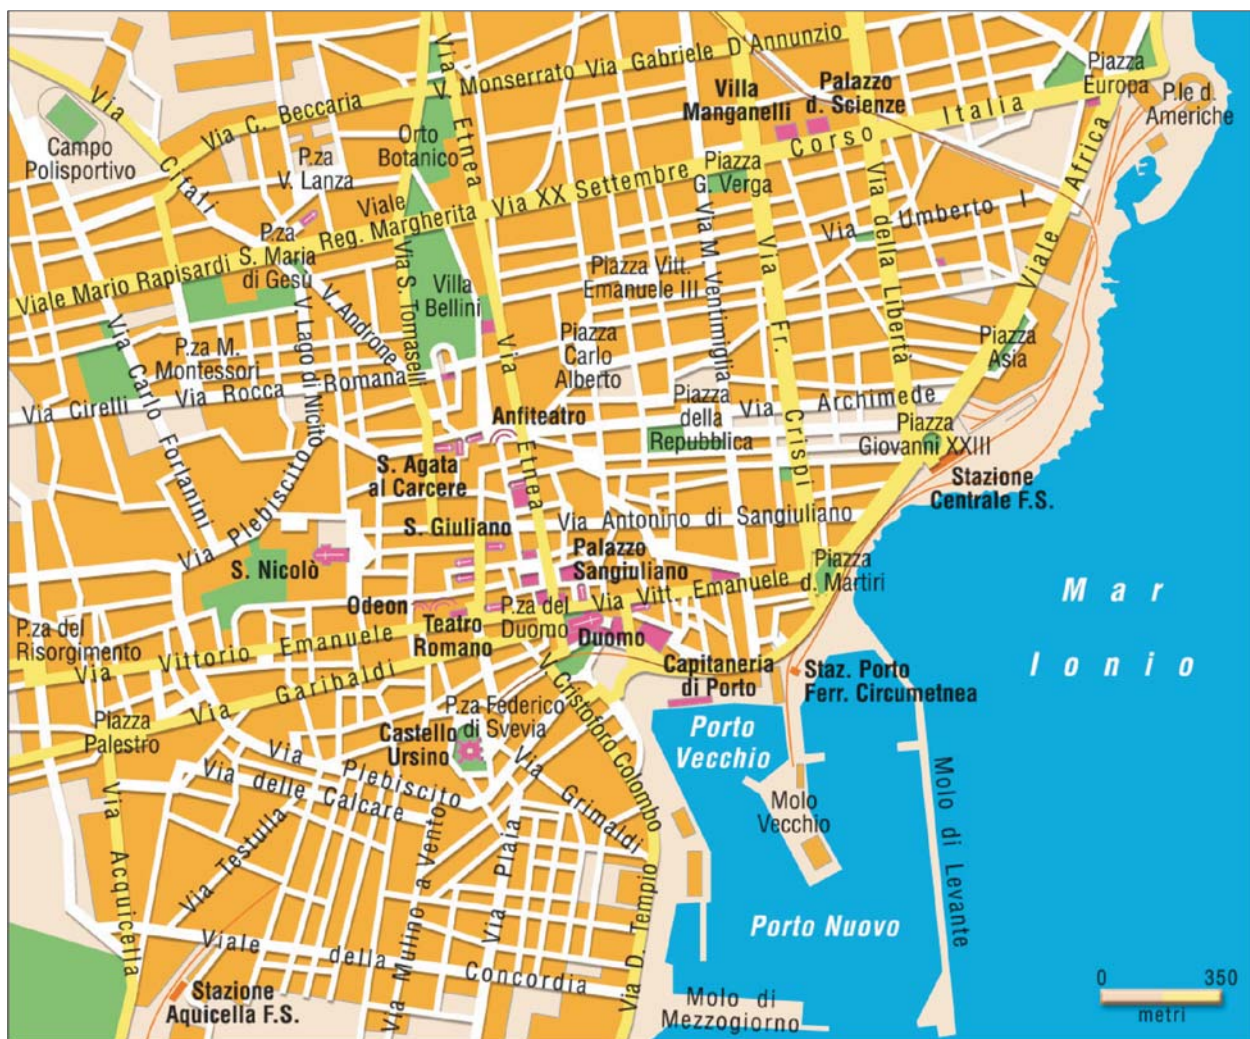 Via
Etnea
V. Monserrato
Via Gabriele D'Annunzio
Piazza
Europa
P.le d.
Americhe
Villa
Manganelli
Palazzo
d. Scienze
Corso Italia
Via Cifali
Via C. Beccaria
Campo
Polisportivo
P.za
V. Lanza
Orto
Botanico
Piazza
G. Verga
Viale Mario Rapisardi
Viale
Reg. Margherita
Via XX Settembre
P.za
S. Maria
di Gesù
Via Umberto I
Viale Africa
Via della Libertà
Via M. Ventimiglia
Via Fr. Crispi
Piazza Vitt.
Emanuele III
Villa
Bellini
Via S. Tomaselli
V. Androne
V. Lago di Nicito
Via Carlo Forlanini
P.za M.
Montessori
Via Cirelli
Via Rocca Romana
Piazza
Carlo
Alberto
Piazza
Asia
Via Etnea
Piazza
della
Repubblica
Via Archimede
Piazza
Giovanni XXIII
Stazione
Centrale F.S.
Anfiteatro
S. Agata
al Carcere
Via Plebiscito
S. Giuliano
Via Antonino di Sangiuliano
S. Nicolò
Palazzo
Sangiuliano
Piazza
d. Martiri
Odeon
Teatro
Romano
P.za del
Duomo
Via Vitt. Emanuele
Duomo
P.za del
Risorgimento
Via Vittorio Emanuele
Via Garibaldi
Capitaneria
di Porto
Staz. Porto
Ferr. Circumetnea
Mar
Ionio
Piazza
Palestro
P.za Federico
di Svevia
Castello
Ursino
V. Cristoforo Colombo
Porto
Vecchio
Via Plebiscito
Via delle Calcare
Via Grimaldi
Molo
Vecchio
Molo di Levante
Via Acquicella
Via Testulla
Via Mulino a Vento
Via Plaia
Via D. Tempio
Porto Nuovo
Viale della Concordia
Stazione
Aquicella F.S.
Molo di
Mezzogiorno
0 350
metri